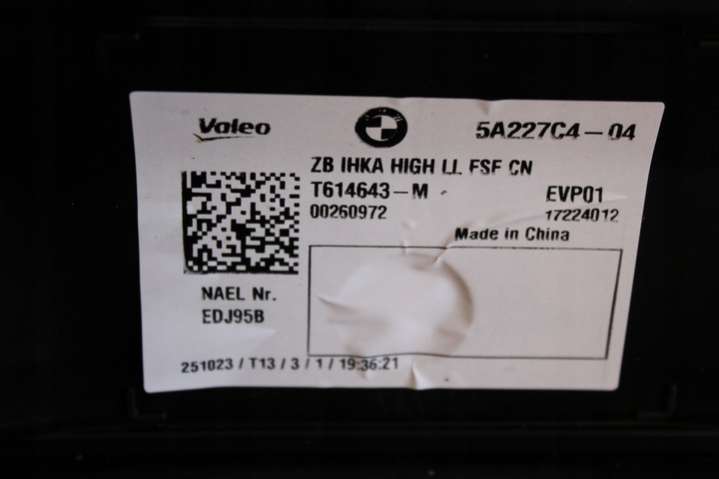 Valeo
5A227C4-04
ZB IHKA HIGH LL FSF CN
T614643-M
EVP01
00260972
17224012
Made in China
NAEL Nr.
EDJ95B
251023 / T13 / 3 / 1 / 19:36:21